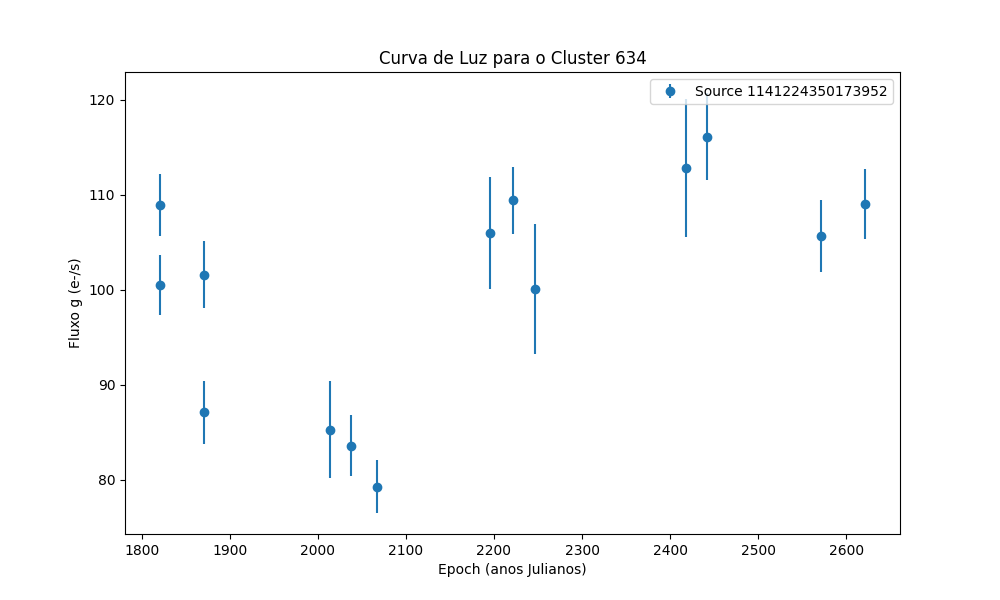 Curva de Luz para o Cluster 634
Source 1141224350173952
120
110
100
90
80
Fluxo g (e-/s)
1800 1900 2000 2100 2200 2300 2400 2500 2600
Epoch (anos Julianos)